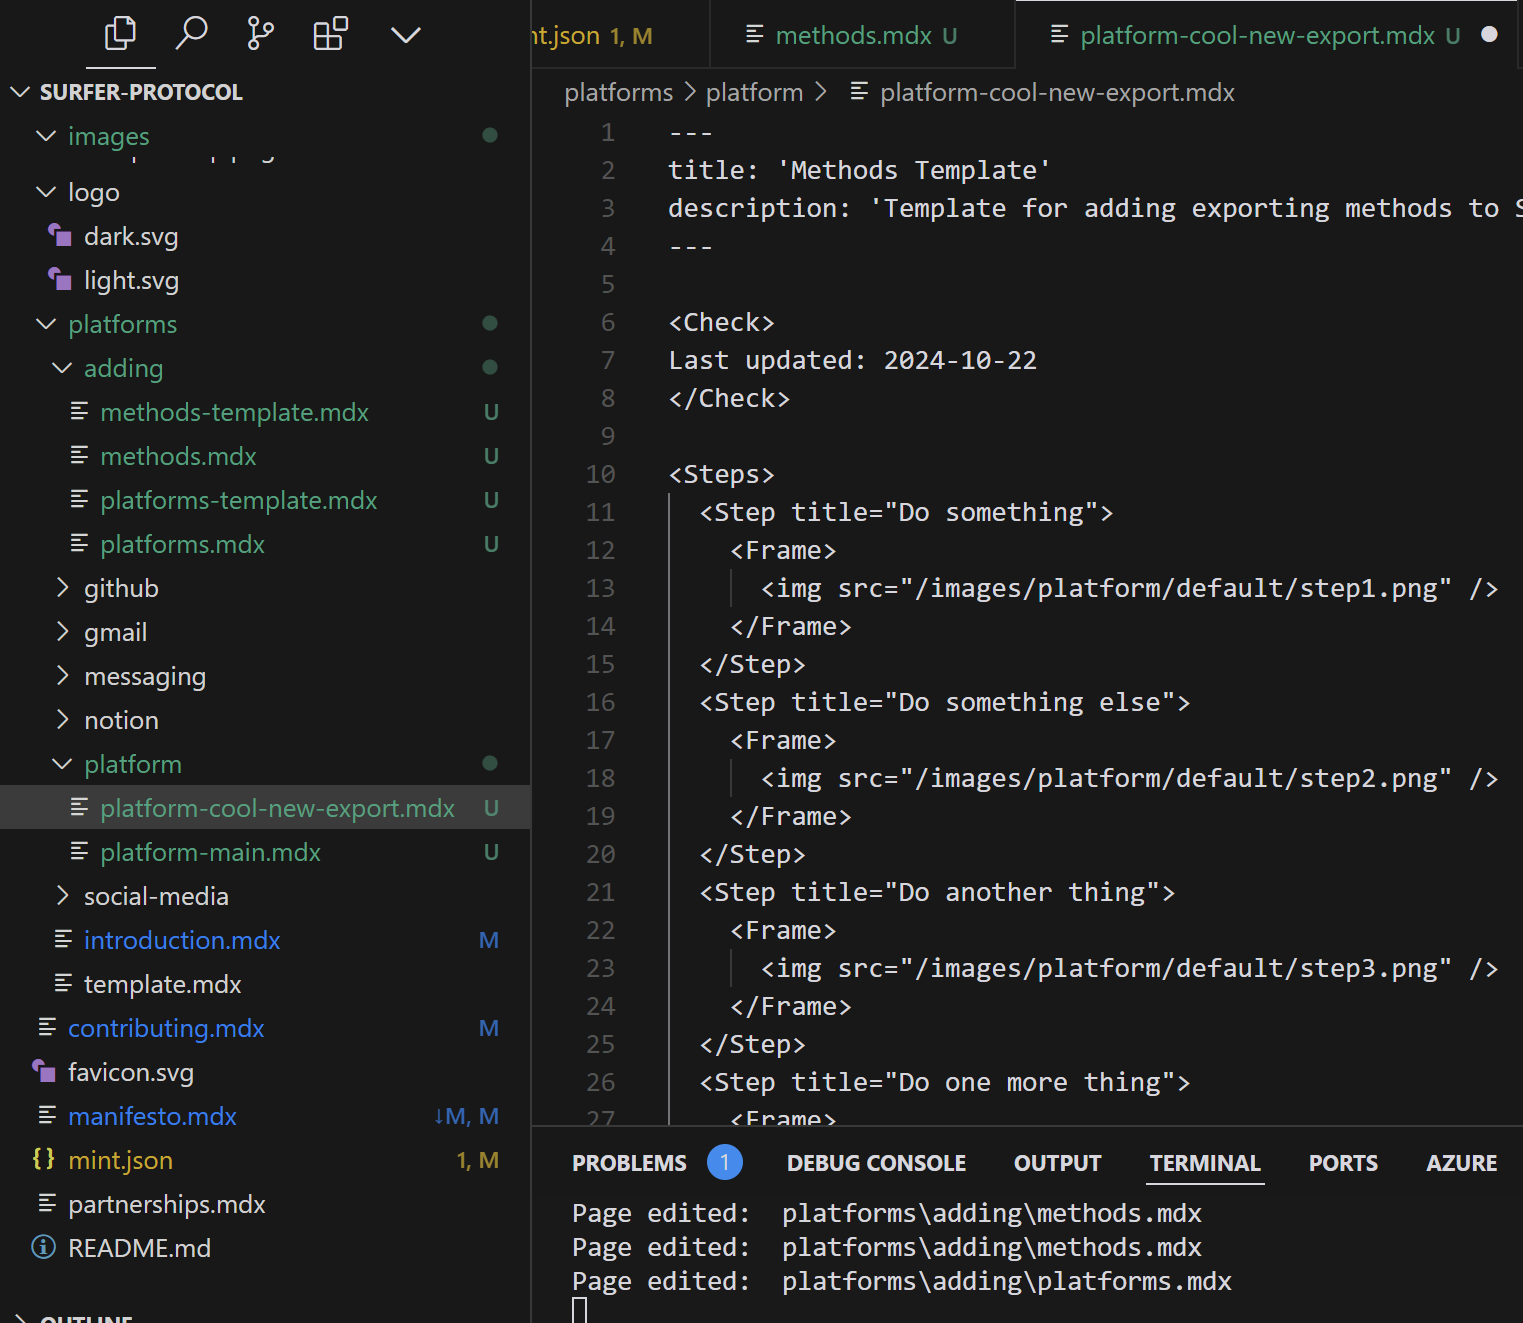 SURFER-PROTOCOL
images
logo
dark.svg
light.svg
platforms
adding
methods-template.mdx U
methods.mdx U
platforms-template.mdx U
platforms.mdx U
github
gmail
messaging
notion
platform
platform-cool-new-export.mdx U
platform-main.mdx U
social-media
introduction.mdx M
template.mdx
contributing.mdx M
favicon.svg
manifesto.mdx ↓M, M
{} mint.json 1, M
partnerships.mdx
README.md
OUTLINE
nt.json 1, M methods.mdx U platform-cool-new-export.mdx U
platforms > platform > platform-cool-new-export.mdx
1 ---
2 title: 'Methods Template'
3 description: 'Template for adding exporting methods to S
4 ---
5
6 <Check>
7 Last updated: 2024-10-22
8 </Check>
9
10 <Steps>
11 <Step title="Do something">
12 <Frame>
13 <img src="/images/platform/default/step1.png" />
14 </Frame>
15 </Step>
16 <Step title="Do something else">
17 <Frame>
18 <img src="/images/platform/default/step2.png" />
19 </Frame>
20 </Step>
21 <Step title="Do another thing">
22 <Frame>
23 <img src="/images/platform/default/step3.png" />
24 </Frame>
25 </Step>
26 <Step title="Do one more thing">
27 <Frame>
PROBLEMS 1 DEBUG CONSOLE OUTPUT TERMINAL PORTS AZURE
Page edited: platforms\adding\methods.mdx
Page edited: platforms\adding\methods.mdx
Page edited: platforms\adding\platforms.mdx